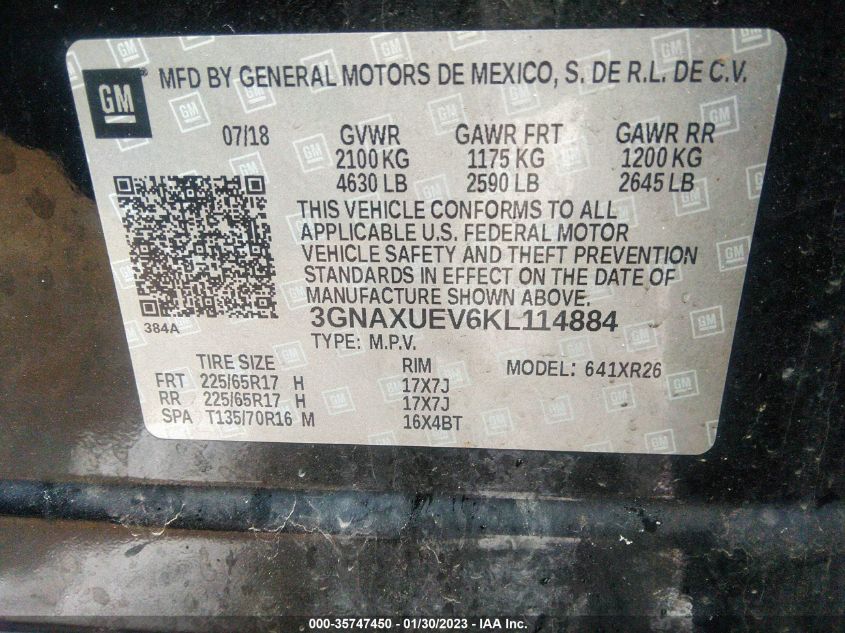 GM
MFD BY GENERAL MOTORS DE MEXICO, S. DE R.L. DE C.V.
07/18 GVWR GAWR FRT GAWR RR
2100 KG 1175 KG 1200 KG
4630 LB 2590 LB 2645 LB
THIS VEHICLE CONFORMS TO ALL
APPLICABLE U.S. FEDERAL MOTOR
VEHICLE SAFETY AND THEFT PREVENTION
STANDARDS IN EFFECT ON THE DATE OF
MANUFACTURE SHOWN ABOVE.
384A
3GNAXUEV6KL114884
TYPE: M.P.V.
TIRE SIZE RIM MODEL: 641XR26
FRT 225/65R17 H 17X7J
RR 225/65R17 H 17X7J
SPA T135/70R16 M 16X4BT
000-35747450 - 01/30/2023 - IAA Inc.